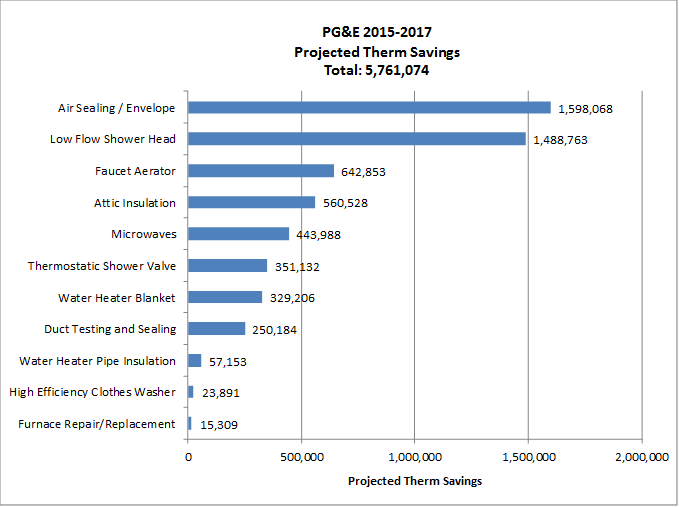 PG&E 2015-2017
Projected Therm Savings
Total: 5,761,074
Air Sealing / Envelope 1,598,068
Low Flow Shower Head 1,488,763
Faucet Aerator 642,853
Attic Insulation 560,528
Microwaves 443,988
Thermostatic Shower Valve 351,132
Water Heater Blanket 329,206
Duct Testing and Sealing 250,184
Water Heater Pipe Insulation 57,153
High Efficiency Clothes Washer 23,891
Furnace Repair/Replacement 15,309
0 500,000 1,000,000 1,500,000 2,000,000
Projected Therm Savings